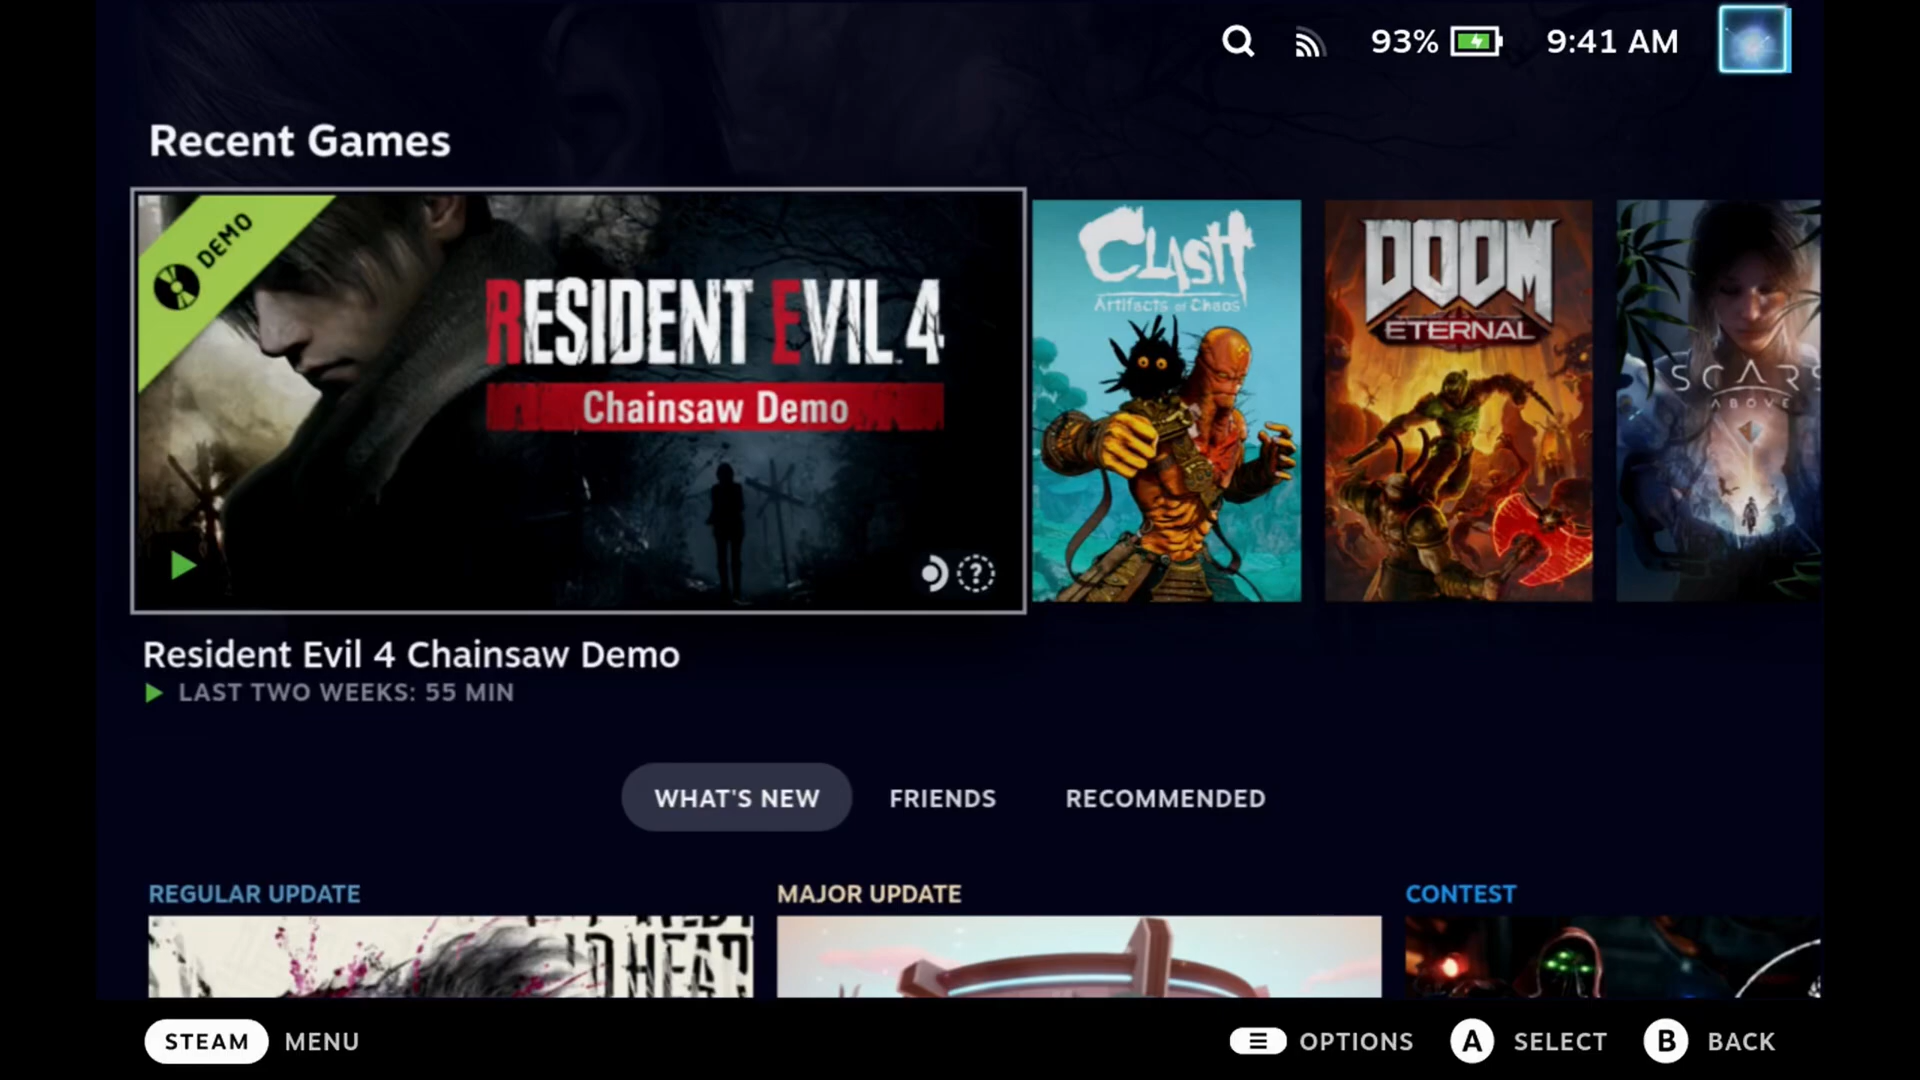 93%
9:41 AM
Recent Games
DEMO
RESIDENT EVIL 4
Chainsaw Demo
CLASH
Artifacts of Chaos
DOOM
ETERNAL
SCARS
ABOVE
Resident Evil 4 Chainsaw Demo
LAST TWO WEEKS: 55 MIN
WHAT'S NEW
FRIENDS
RECOMMENDED
REGULAR UPDATE
MAJOR UPDATE
CONTEST
STEAM MENU
OPTIONS
A SELECT
B BACK